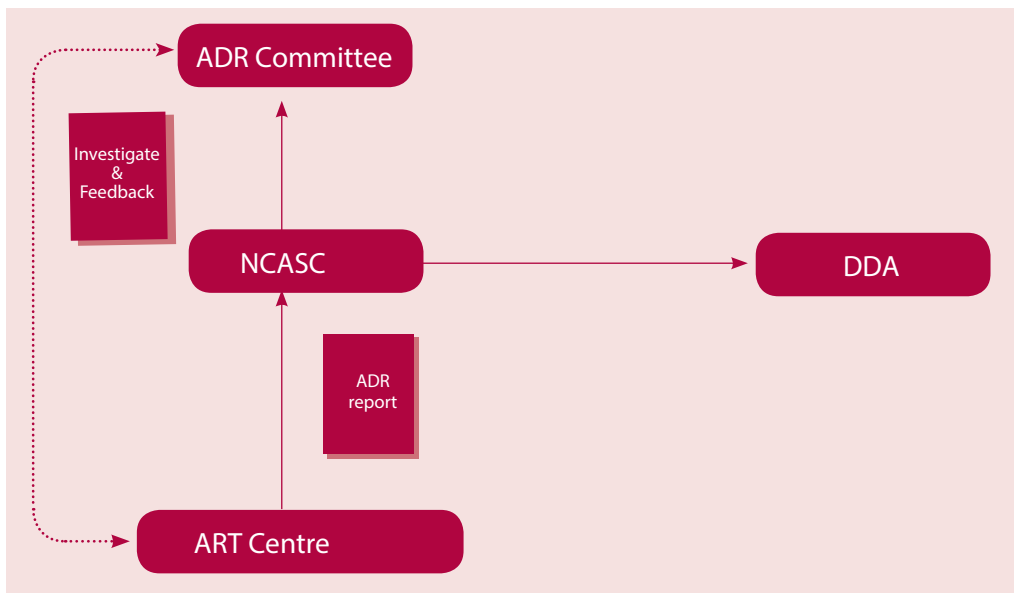 ADR Committee
Investigate
&
Feedback
NCASC
DDA
ADR
report
ART Centre